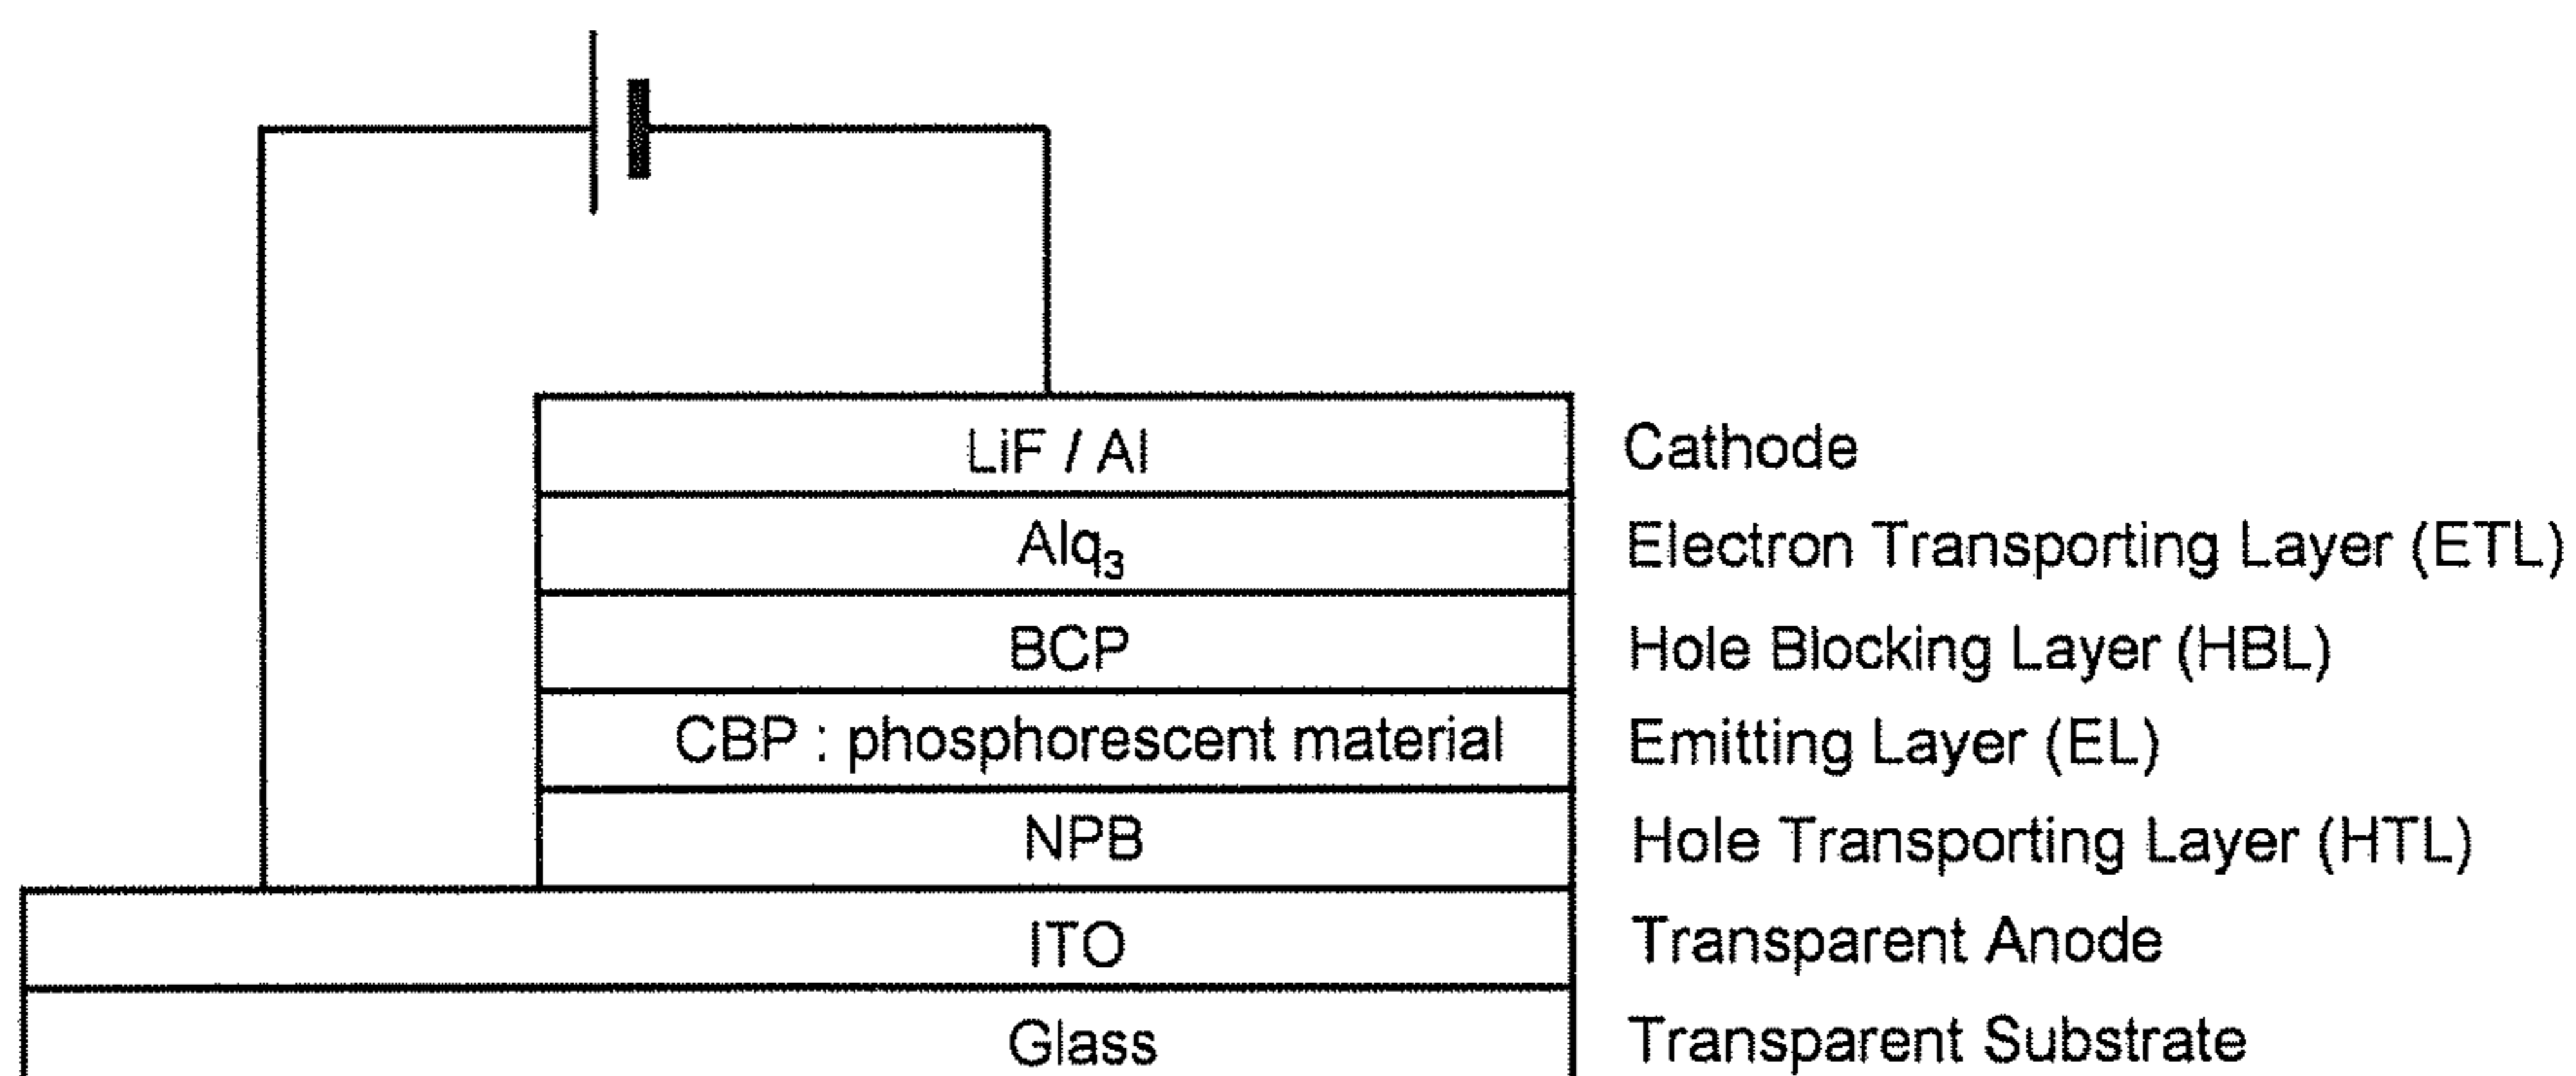 LiF / Al Cathode
Alq₃ Electron Transporting Layer (ETL)
BCP Hole Blocking Layer (HBL)
CBP : phosphorescent material Emitting Layer (EL)
NPB Hole Transporting Layer (HTL)
ITO Transparent Anode
Glass Transparent Substrate